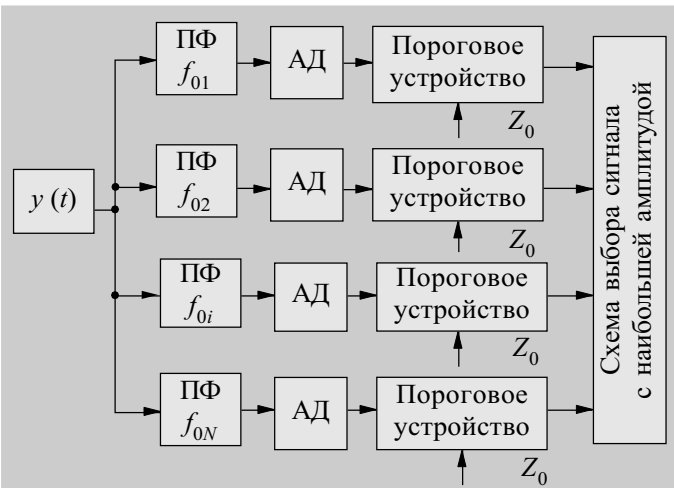 ПФ
f01
АД
Пороговое
устройство
Z0
y (t)
ПФ
f02
АД
Пороговое
устройство
Z0
ПФ
f0i
АД
Пороговое
устройство
Z0
ПФ
f0N
АД
Пороговое
устройство
Z0
Схема выбора сигнала
с наибольшей амплитудой